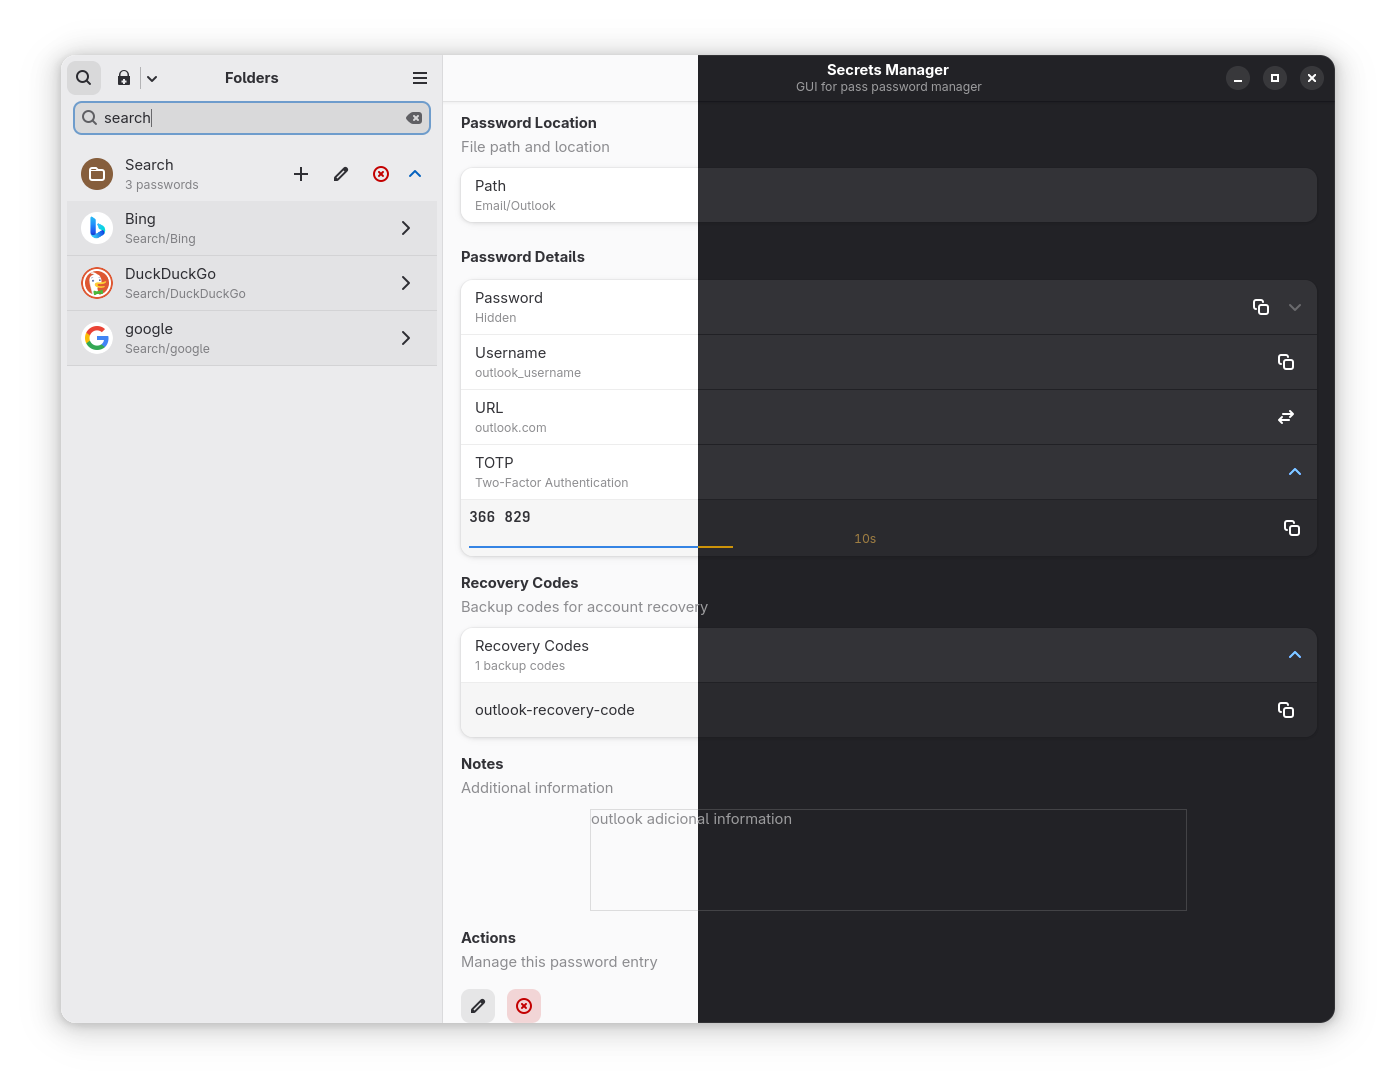 Folders
search
Search
3 passwords
Bing
Search/Bing
DuckDuckGo
Search/DuckDuckGo
google
Search/google
Secrets Manager
GUI for pass password manager
Password Location
File path and location
Path
Email/Outlook
Password Details
Password
Hidden
Username
outlook_username
URL
outlook.com
TOTP
Two-Factor Authentication
366 829
10s
Recovery Codes
Backup codes for account recovery
Recovery Codes
1 backup codes
outlook-recovery-code
Notes
Additional information
outlook adicional information
Actions
Manage this password entry